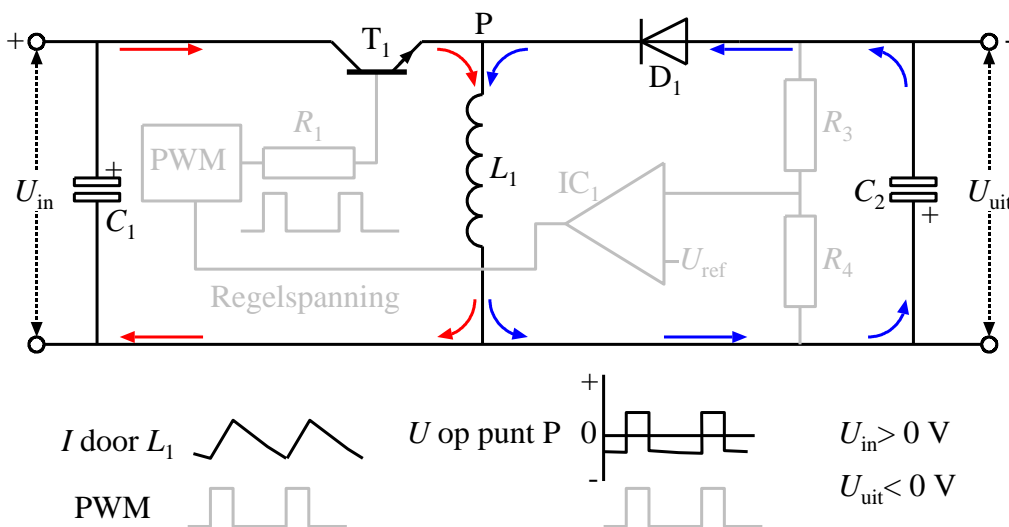 P
+
T1
-
D1
R1
R3
PWM
L1
IC1
+
Uin
C1
C2
Uuit
+
Uref
R4
Regelspanning
+
I door L1
U op punt P
0
Uin> 0 V
-
Uuit< 0 V
PWM